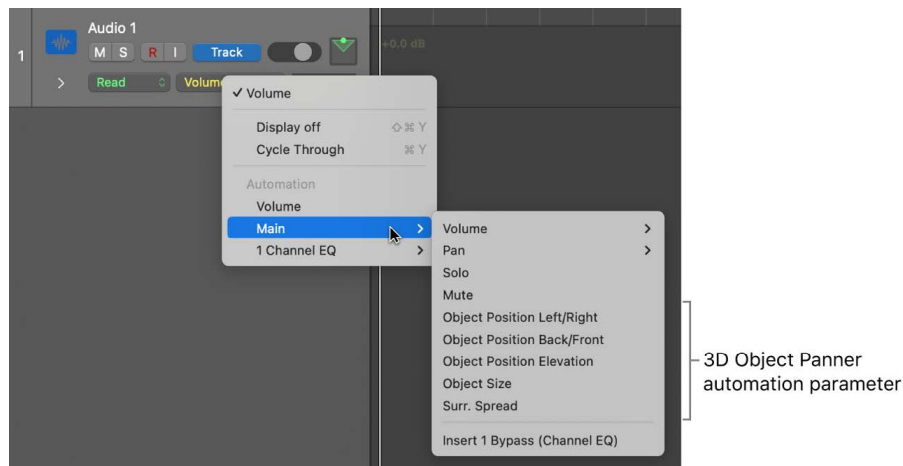 Audio 1
1
M S R I Track
+0.0 dB
Read
✓ Volume
Display off ⇧⌘ Y
Cycle Through ⌘ Y
Automation
Volume
Main
1 Channel EQ
Volume
Pan
Solo
Mute
Object Position Left/Right
Object Position Back/Front
Object Position Elevation
Object Size
Surr. Spread
Insert 1 Bypass (Channel EQ)
3D Object Panner
automation parameter